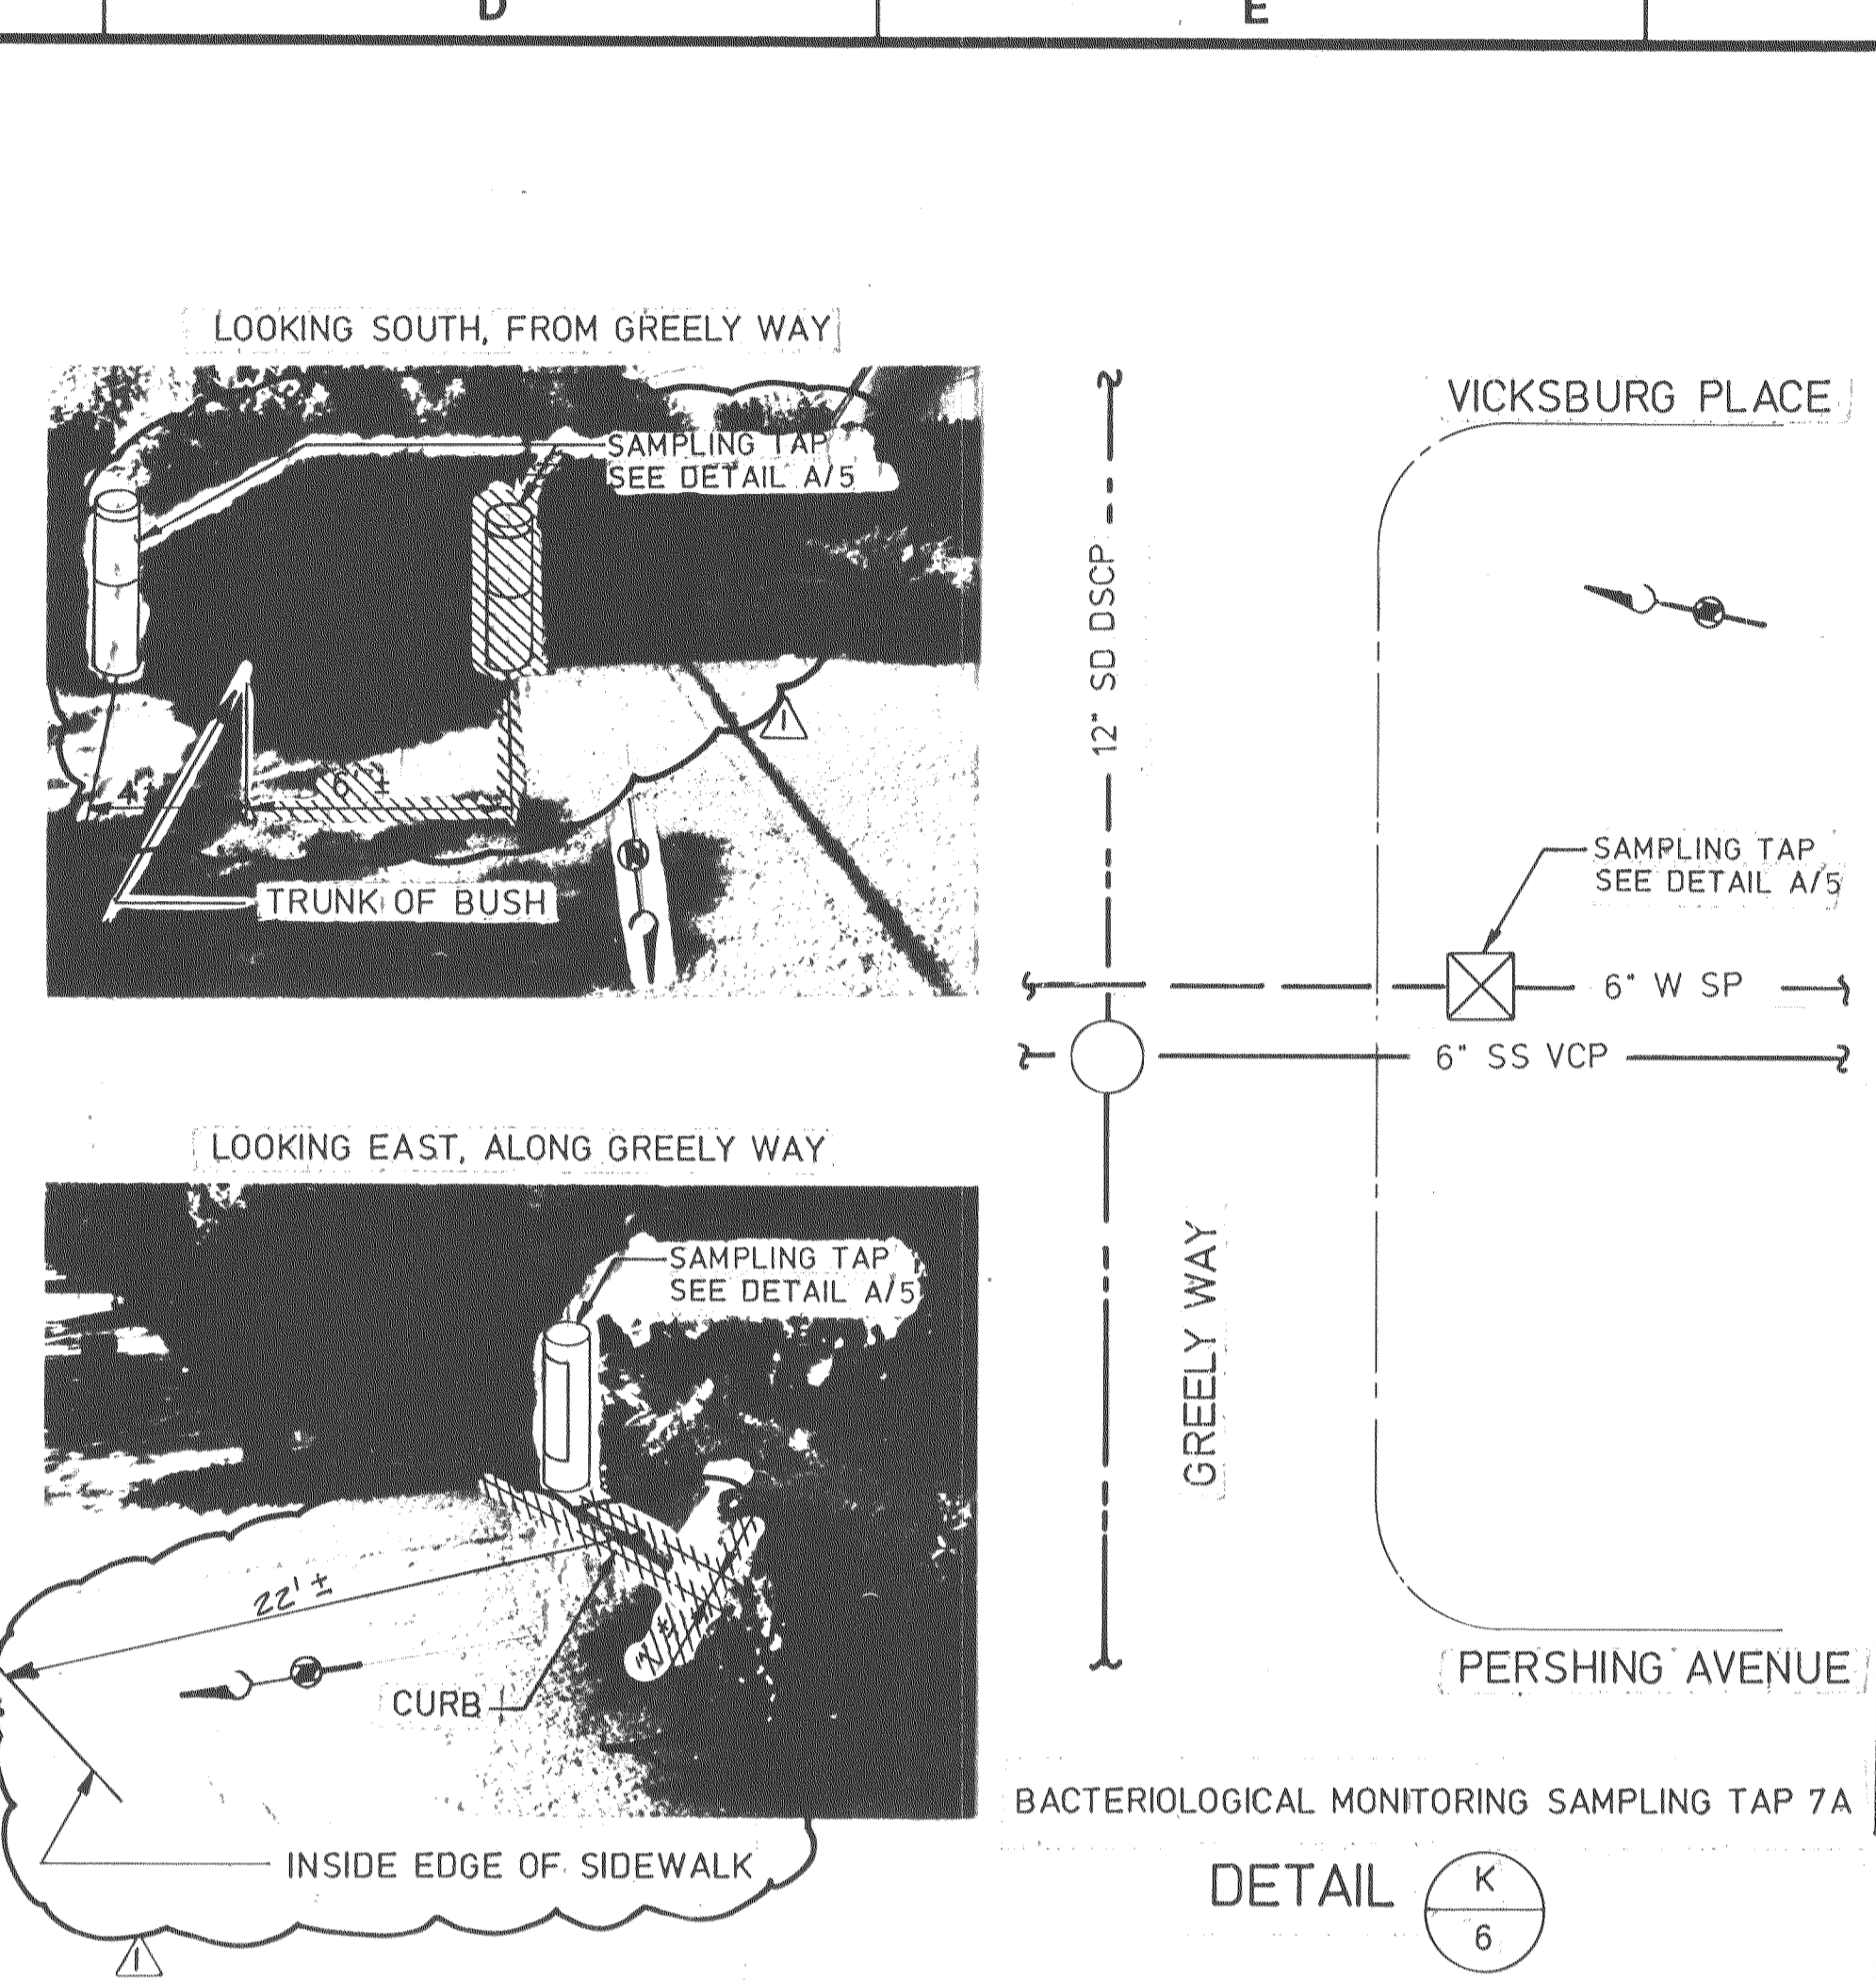 D
E
LOOKING SOUTH, FROM GREELY WAY
SAMPLING TAP
SEE DETAIL A/5
4'
6'±
1
TRUNK OF BUSH
LOOKING EAST, ALONG GREELY WAY
SAMPLING TAP
SEE DETAIL A/5
22' ±
CURB
INSIDE EDGE OF SIDEWALK
1
VICKSBURG PLACE
12" SD DSCP
SAMPLING TAP
SEE DETAIL A/5
6" W SP
6" SS VCP
GREELY WAY
PERSHING AVENUE
BACTERIOLOGICAL MONITORING SAMPLING TAP 7A
DETAIL
K
6